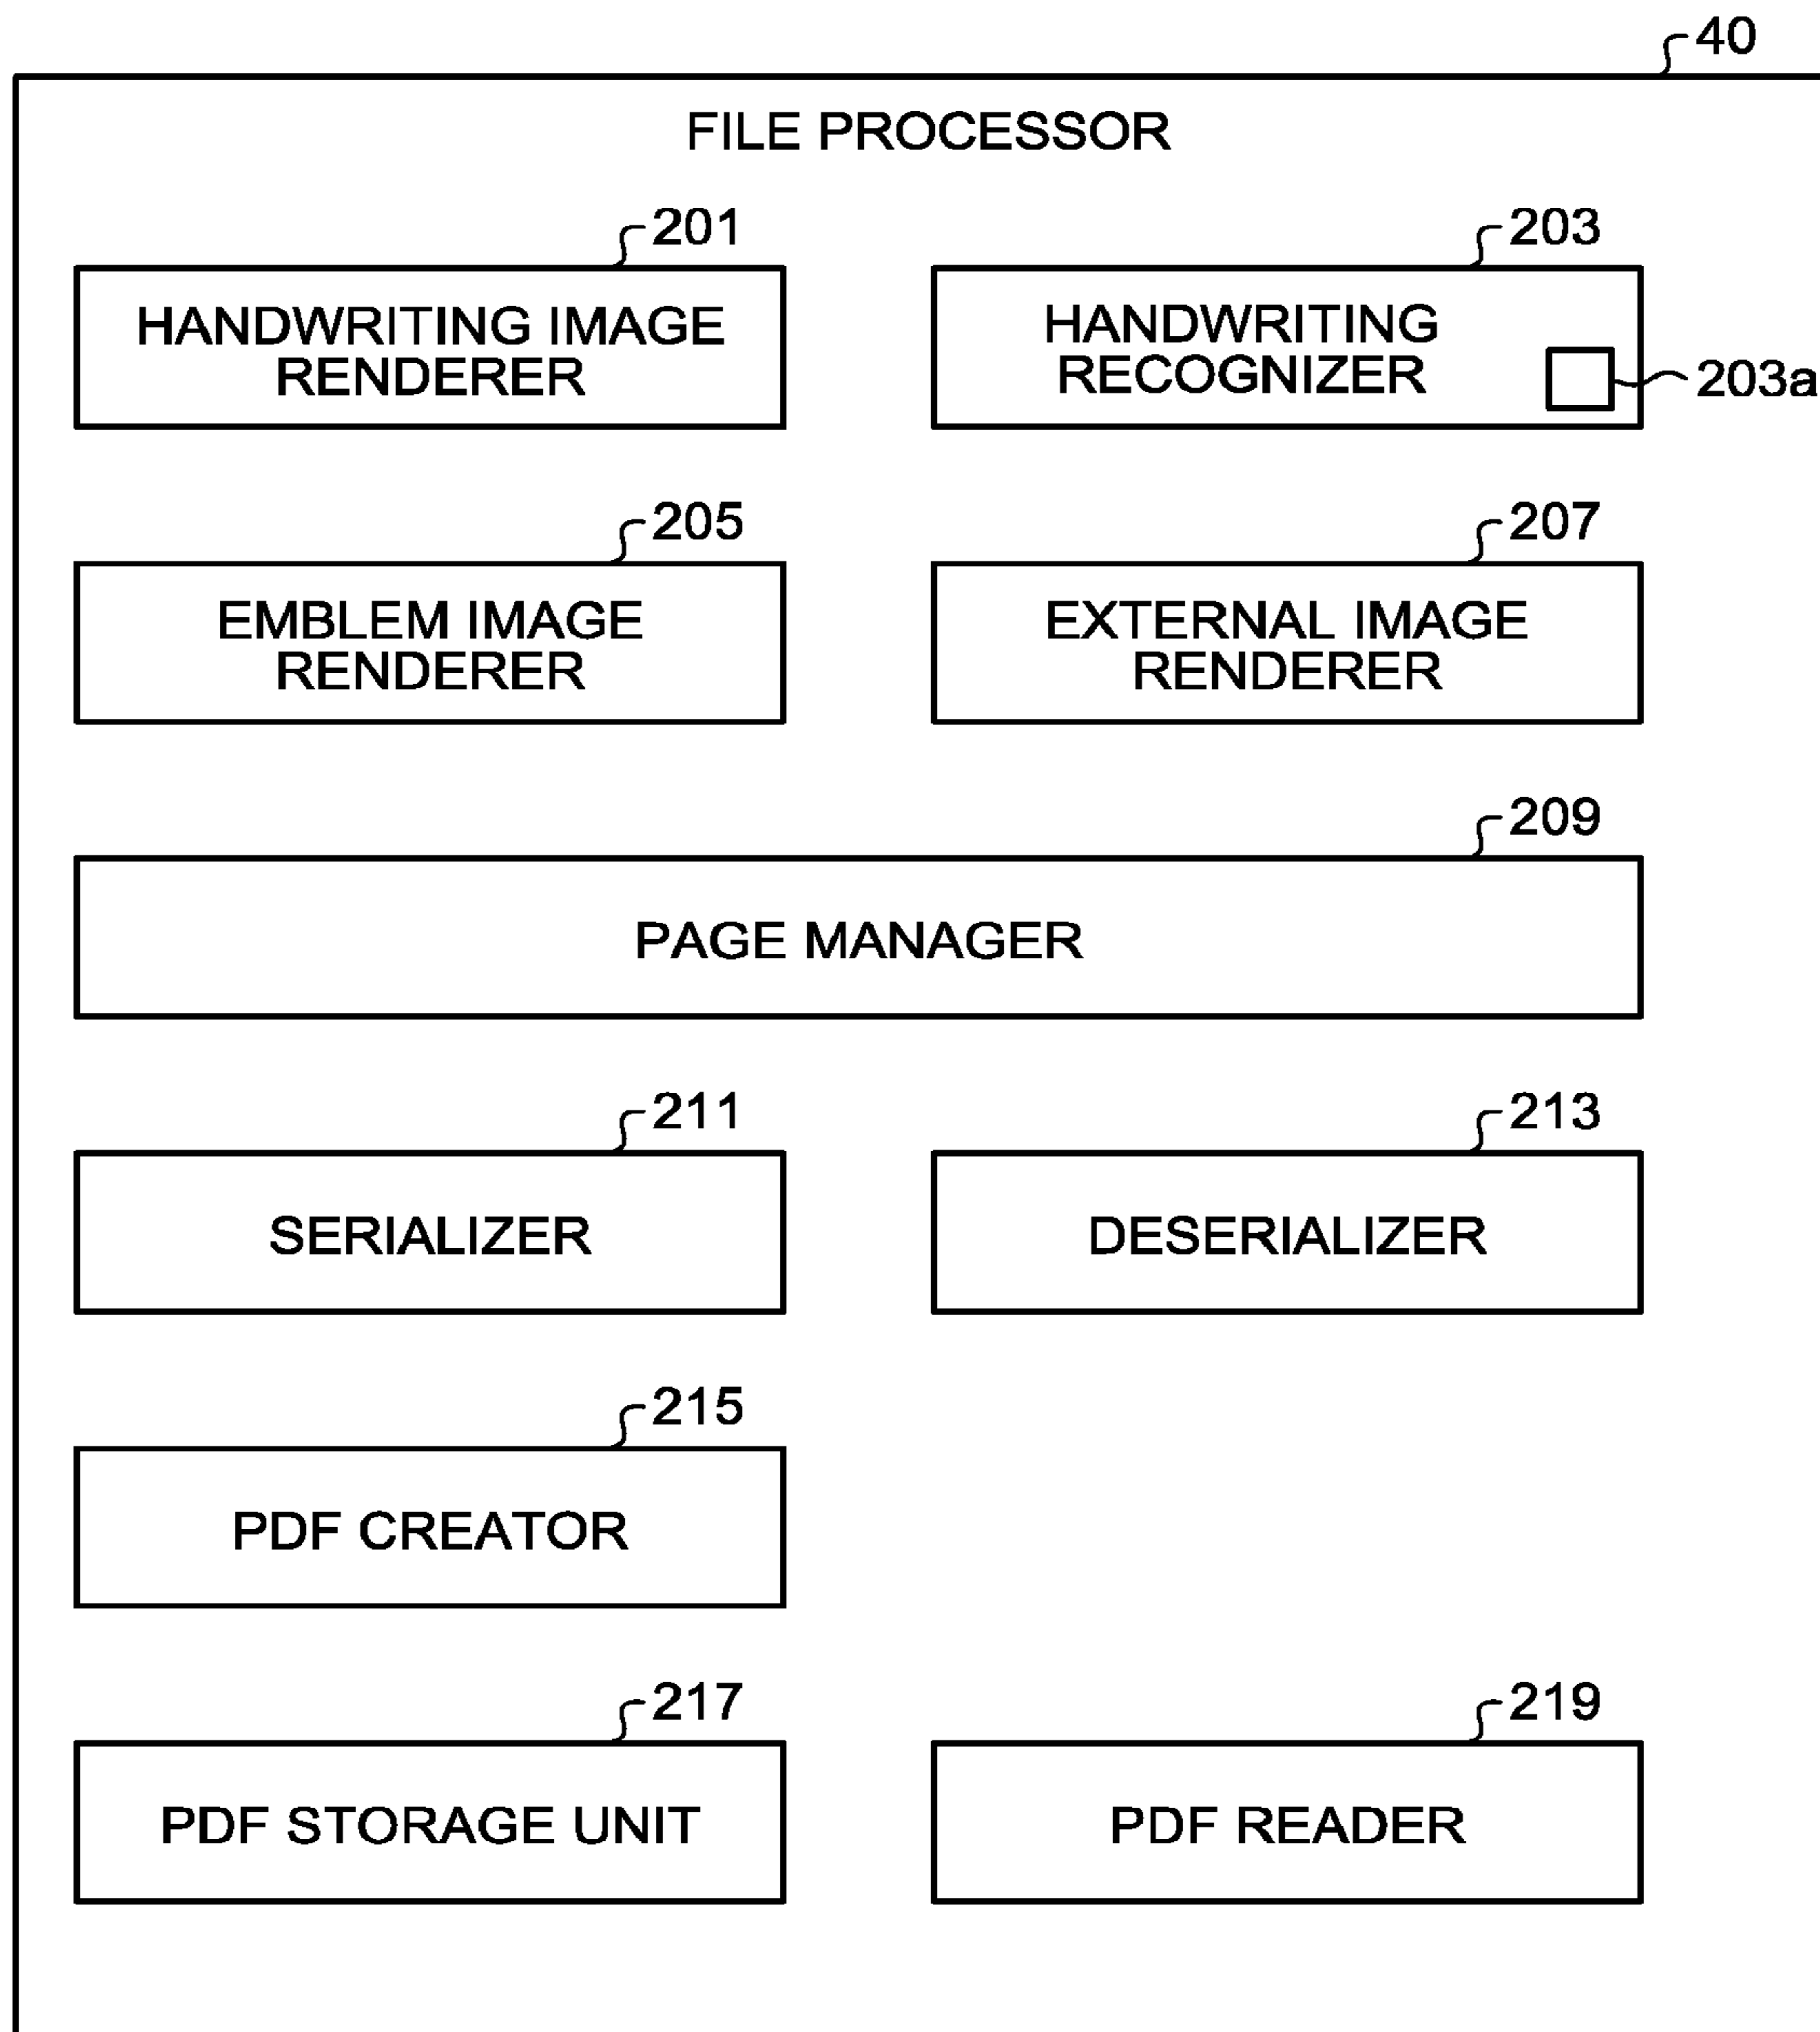 40
FILE PROCESSOR
201
203
HANDWRITING IMAGE
RENDERER
HANDWRITING
RECOGNIZER
203a
205
207
EMBLEM IMAGE
RENDERER
EXTERNAL IMAGE
RENDERER
209
PAGE MANAGER
211
213
SERIALIZER
DESERIALIZER
215
PDF CREATOR
217
219
PDF STORAGE UNIT
PDF READER